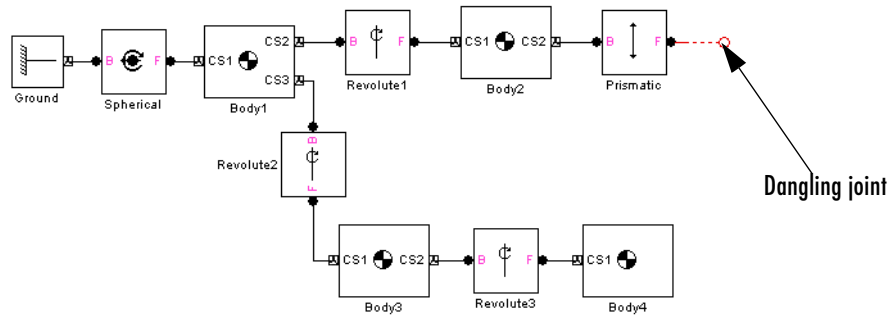 CS2
B F
B F
CS1 CS2
B F
CS1
CS3
Revolute1
Body2
Prismatic
Ground
Spherical
Body1
B
Revolute2
F
Dangling joint
CS1 CS2
B F
CS1
Body3
Revolute3
Body4